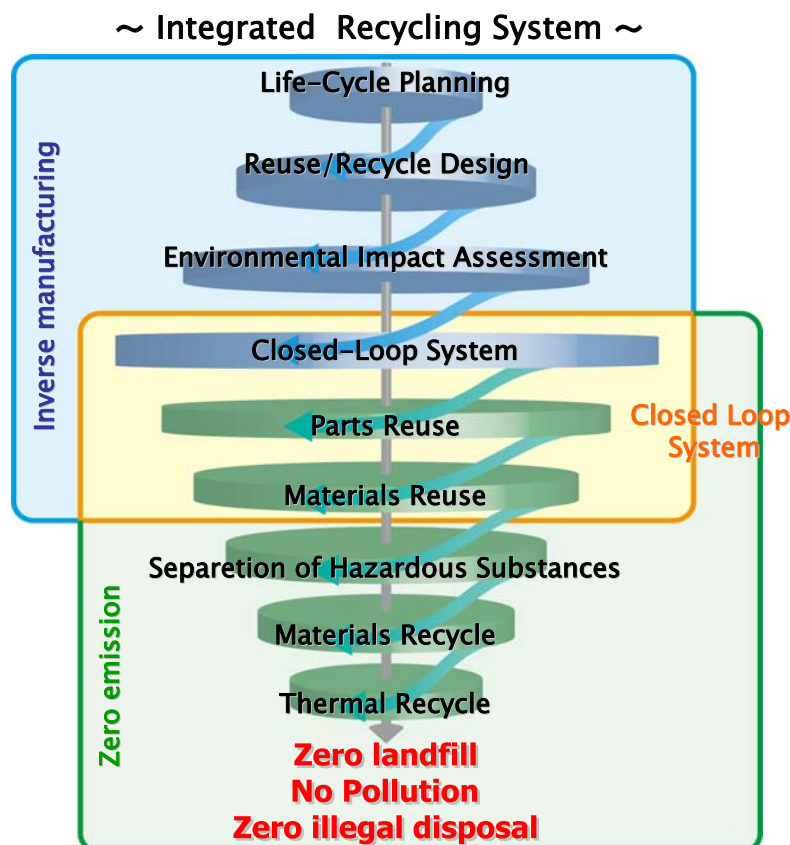 ～ Integrated Recycling System ～
Life-Cycle Planning
Reuse/Recycle Design
Environmental Impact Assessment
Inverse manufacturing
Closed-Loop System
Parts Reuse
Closed Loop
System
Materials Reuse
Separetion of Hazardous Substances
Materials Recycle
Zero emission
Thermal Recycle
Zero landfill
No Pollution
Zero illegal disposal